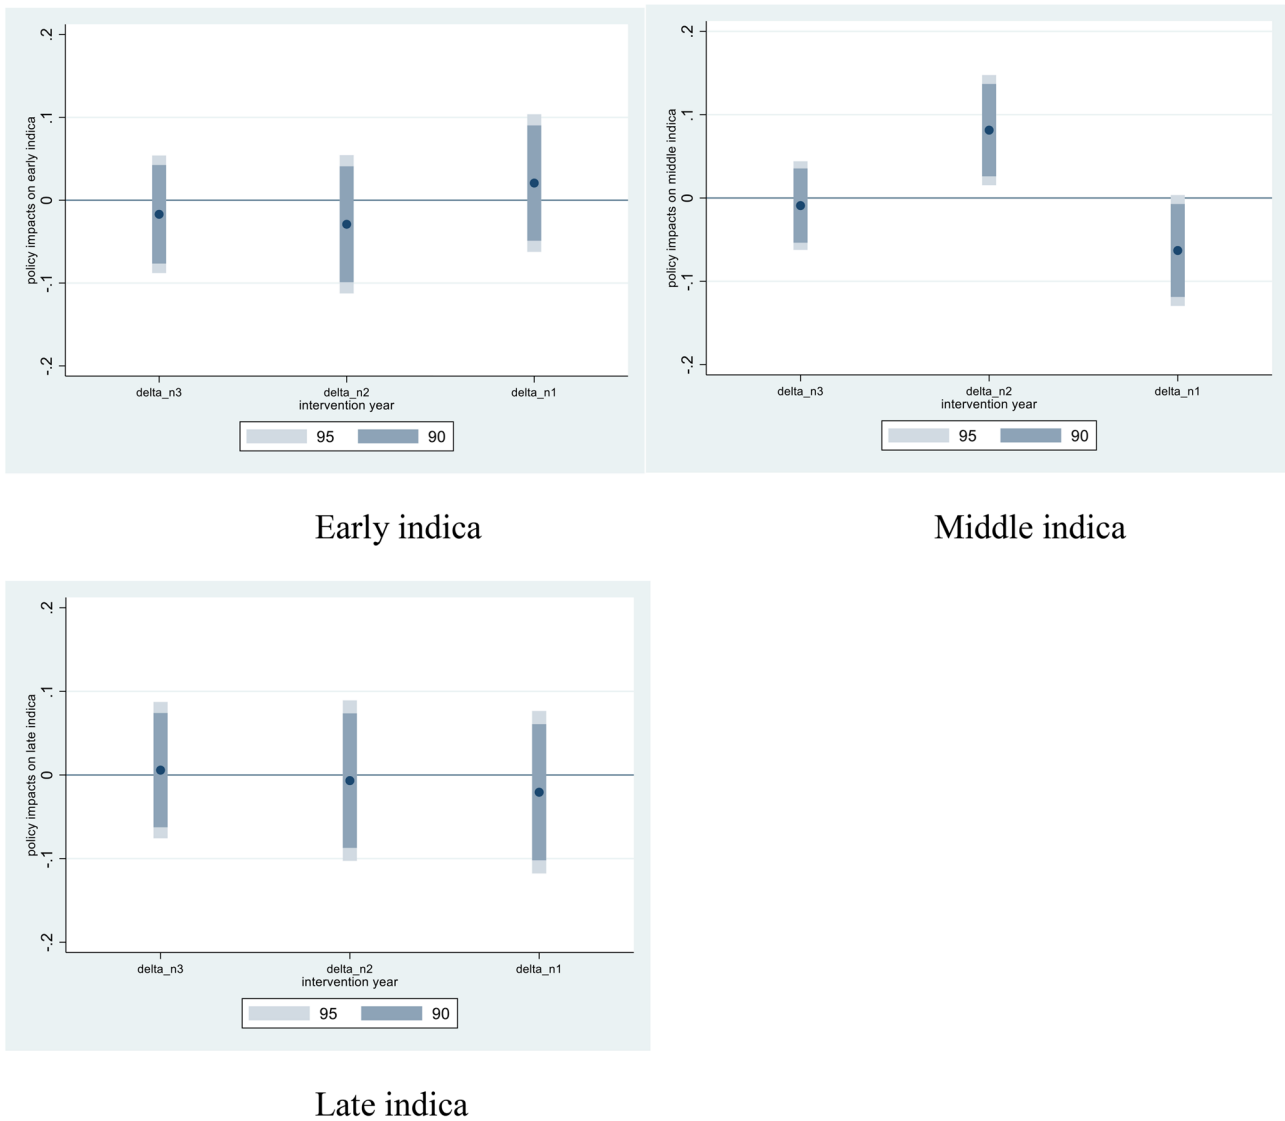 policy impacts on early indica
.2
.1
0
-.1
-.2
delta_n3 delta_n2 delta_n1
intervention year
95 90
Early indica
policy impacts on middle indica
.2
.1
0
-.1
-.2
delta_n3 delta_n2 delta_n1
intervention year
95 90
Middle indica
policy impacts on late indica
.2
.1
0
-.1
-.2
delta_n3 delta_n2 delta_n1
intervention year
95 90
Late indica